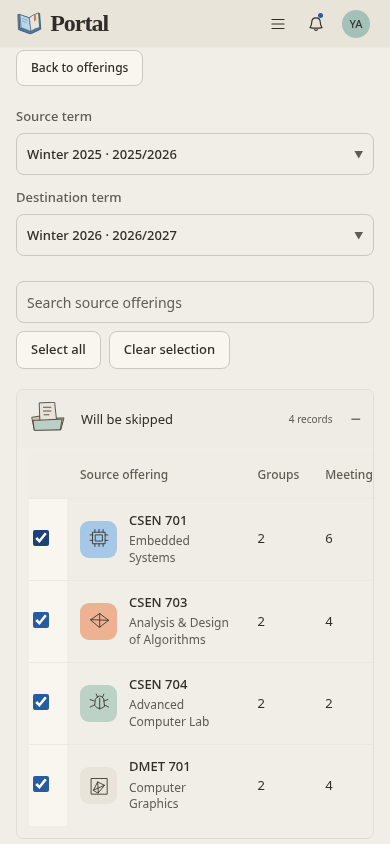 Portal
YA
Back to offerings
Source term
Winter 2025 · 2025/2026
Destination term
Winter 2026 · 2026/2027
Search source offerings
Select all
Clear selection
Will be skipped
4 records
Source offering
Groups
Meeting
CSEN 701
Embedded
Systems
2
6
CSEN 703
Analysis & Design
of Algorithms
2
4
CSEN 704
Advanced
Computer Lab
2
2
DMET 701
Computer
Graphics
2
4